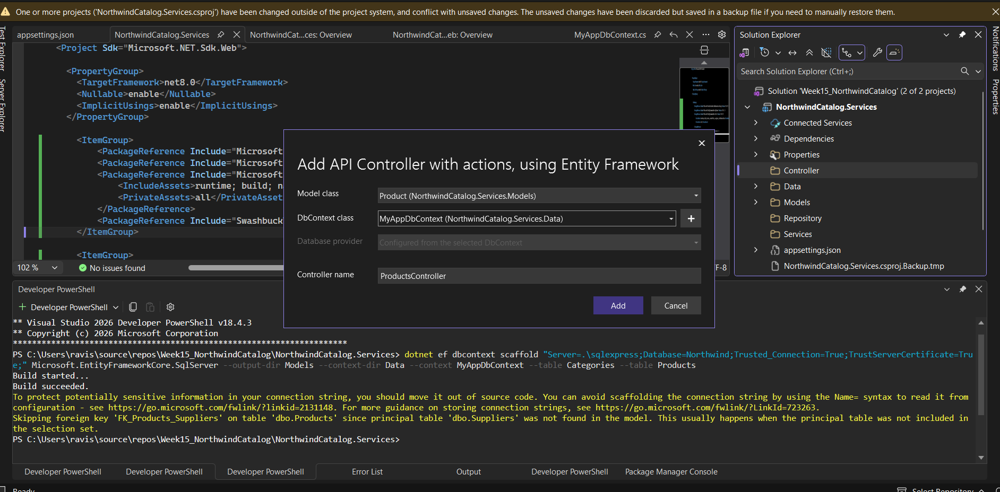 One or more projects ('NorthwindCatalog.Services.csproj') have been changed outside of the project system, and conflict with unsaved changes. The unsaved changes have been discarded but saved in a backup file if you need to manually restore them.
appsettings.json
NorthwindCatalog.Services
NorthwindCat...ces: Overview
NorthwindCat...eb: Overview
MyAppDbContext.cs
Test Explorer
Server Explorer
<Project Sdk="Microsoft.NET.Sdk.Web">
<PropertyGroup>
<TargetFramework>net8.0</TargetFramework>
<Nullable>enable</Nullable>
<ImplicitUsings>enable</ImplicitUsings>
</PropertyGroup>
<ItemGroup>
<PackageReference Include="Microsoft
<PackageReference Include="Microsoft
<PackageReference Include="Microsoft
<IncludeAssets>runtime; build; n
<PrivateAssets>all</PrivateAsset
</PackageReference>
<PackageReference Include="Swashbuck
</ItemGroup>
<ItemGroup>
102 %
No issues found
F-8
Add API Controller with actions, using Entity Framework
Model class
Product (NorthwindCatalog.Services.Models)
DbContext class
MyAppDbContext (NorthwindCatalog.Services.Data)
Database provider
Configured from the selected DbContext
Controller name
ProductsController
Add
Cancel
Solution Explorer
Search Solution Explorer (Ctrl+;)
Solution 'Week15_NorthwindCatalog' (2 of 2 projects)
NorthwindCatalog.Services
Connected Services
Dependencies
Properties
Controller
Data
Models
Repository
Services
appsettings.json
NorthwindCatalog.Services.csproj.Backup.tmp
Notifications
Properties
Developer PowerShell
Developer PowerShell
** Visual Studio 2026 Developer PowerShell v18.4.3
** Copyright (c) 2026 Microsoft Corporation
**********************************************************************
PS C:\Users\ravis\source\repos\Week15_NorthwindCatalog\NorthwindCatalog.Services> dotnet ef dbcontext scaffold "Server=.\sqlexpress;Database=Northwind;Trusted_Connection=True;TrustServerCertificate=Tru
e;" Microsoft.EntityFrameworkCore.SqlServer --output-dir Models --context-dir Data --context MyAppDbContext --table Categories --table Products
Build started...
Build succeeded.
To protect potentially sensitive information in your connection string, you should move it out of source code. You can avoid scaffolding the connection string by using the Name= syntax to read it from
configuration - see https://go.microsoft.com/fwlink/?linkid=2131148. For more guidance on storing connection strings, see https://go.microsoft.com/fwlink/?LinkId=723263.
Skipping foreign key 'FK_Products_Suppliers' on table 'dbo.Products' since principal table 'dbo.Suppliers' was not found in the model. This usually happens when the principal table was not included in
the selection set.
PS C:\Users\ravis\source\repos\Week15_NorthwindCatalog\NorthwindCatalog.Services>
Developer PowerShell
Developer PowerShell
Developer PowerShell
Error List
Output
Developer PowerShell
Package Manager Console
Ready
Select Repository